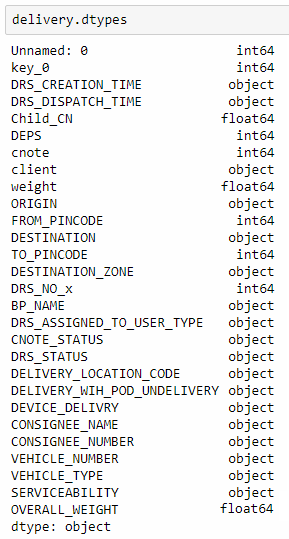 delivery.dtypes
Unnamed: 0 int64
key_0 int64
DRS_CREATION_TIME object
DRS_DISPATCH_TIME object
Child_CN float64
DEPS int64
cnote int64
client object
weight float64
ORIGIN object
FROM_PINCODE int64
DESTINATION object
TO_PINCODE int64
DESTINATION_ZONE object
DRS_NO_x int64
BP_NAME object
DRS_ASSIGNED_TO_USER_TYPE object
CNOTE_STATUS object
DRS_STATUS object
DELIVERY_LOCATION_CODE object
DELIVERY_WIH_POD_UNDELIVERY object
DEVICE_DELIVRY object
CONSIGNEE_NAME object
CONSIGNEE_NUMBER object
VEHICLE_NUMBER object
VEHICLE_TYPE object
SERVICEABILITY object
OVERALL_WEIGHT float64
dtype: object